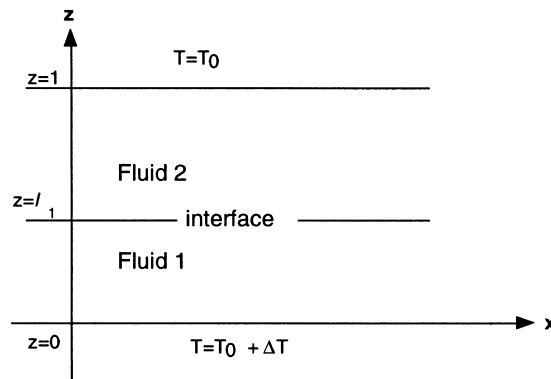 z
T=T0
z=1
Fluid 2
z=l1
interface
Fluid 1
x
z=0
T=T0 + ΔT